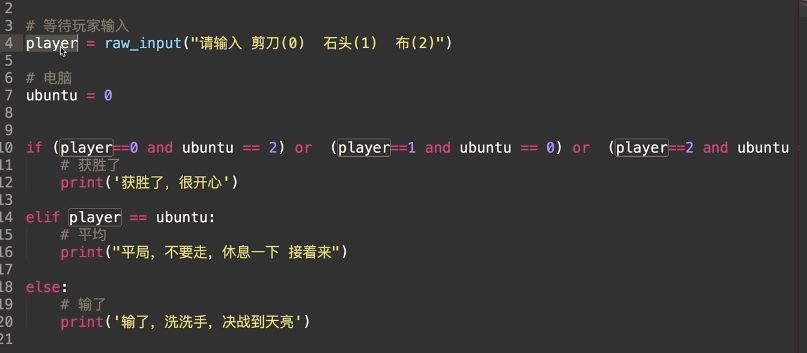 2
3 # 等待玩家输入
4 player = raw_input("请输入 剪刀(0)  石头(1)  布(2)")
5
6 # 电脑
7 ubuntu = 0
8
9
10 if (player==0 and ubuntu == 2) or  (player==1 and ubuntu == 0) or  (player==2 and ubuntu =
11     # 获胜了
12     print('获胜了，很开心')
13
14 elif player == ubuntu:
15     # 平均
16     print("平局，不要走，休息一下 接着来")
17
18 else:
19     # 输了
20     print('输了，洗洗手，决战到天亮')
21